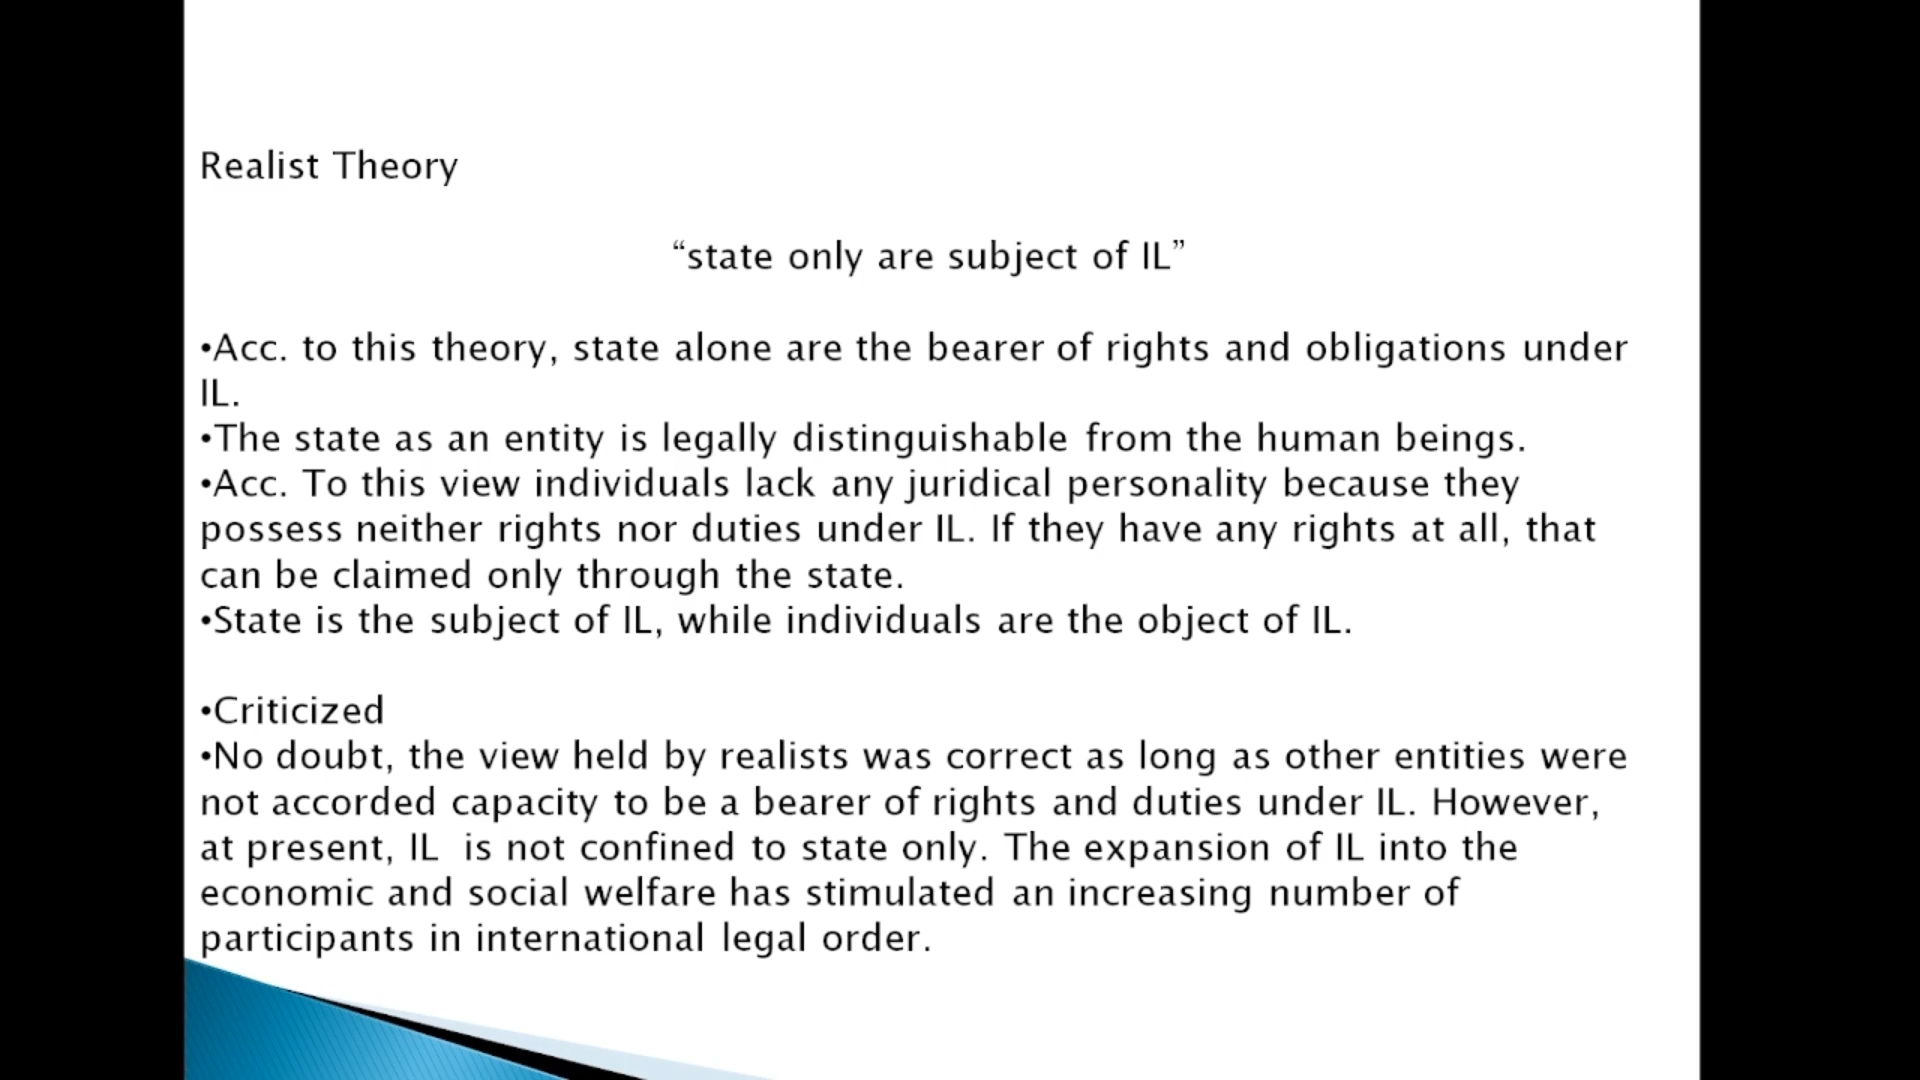 Realist Theory
“state only are subject of IL”
•Acc. to this theory, state alone are the bearer of rights and obligations under
IL.
•The state as an entity is legally distinguishable from the human beings.
•Acc. To this view individuals lack any juridical personality because they
possess neither rights nor duties under IL. If they have any rights at all, that
can be claimed only through the state.
•State is the subject of IL, while individuals are the object of IL.
•Criticized
•No doubt, the view held by realists was correct as long as other entities were
not accorded capacity to be a bearer of rights and duties under IL. However,
at present, IL  is not confined to state only. The expansion of IL into the
economic and social welfare has stimulated an increasing number of
participants in international legal order.